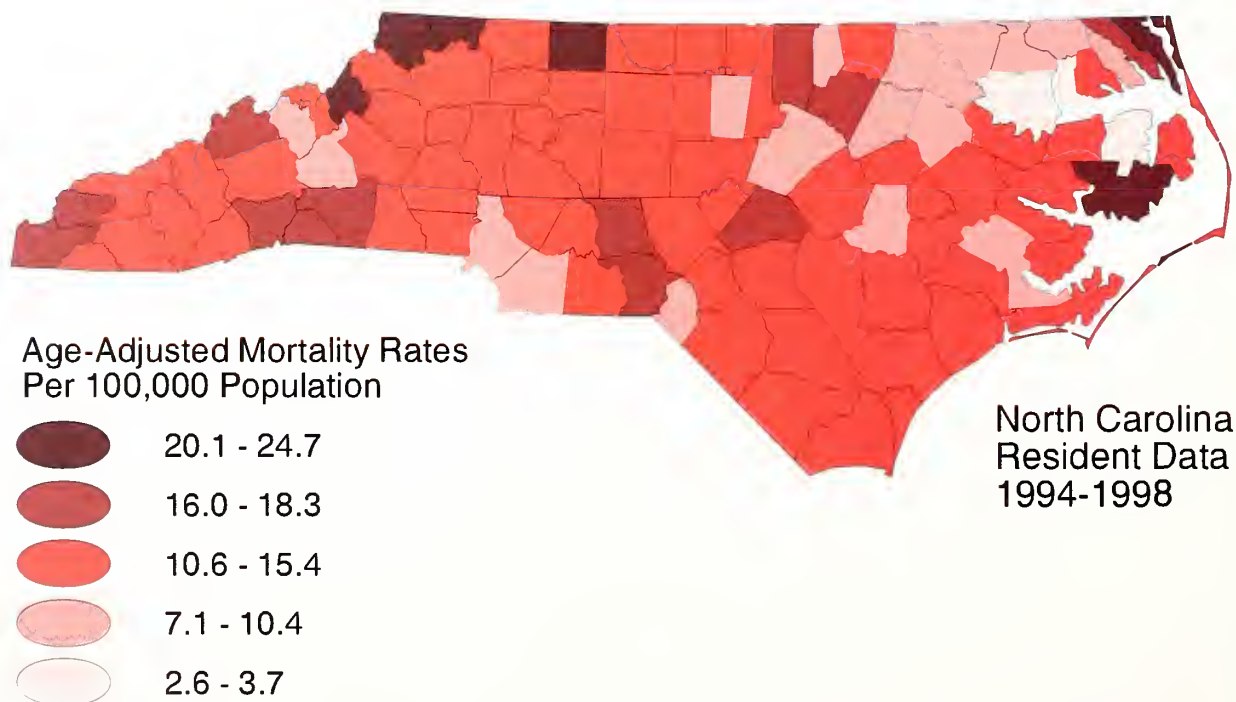 Age-Adjusted Mortality Rates
Per 100,000 Population
20.1 - 24.7
16.0 - 18.3
10.6 - 15.4
7.1 - 10.4
2.6 - 3.7
North Carolina
Resident Data
1994-1998